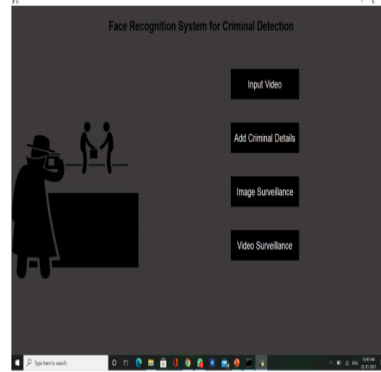 Face Recognition System for Criminal Detection
Input Video
Add Criminal Details
Image Surveillance
Video Surveillance
Type here to search
ENG